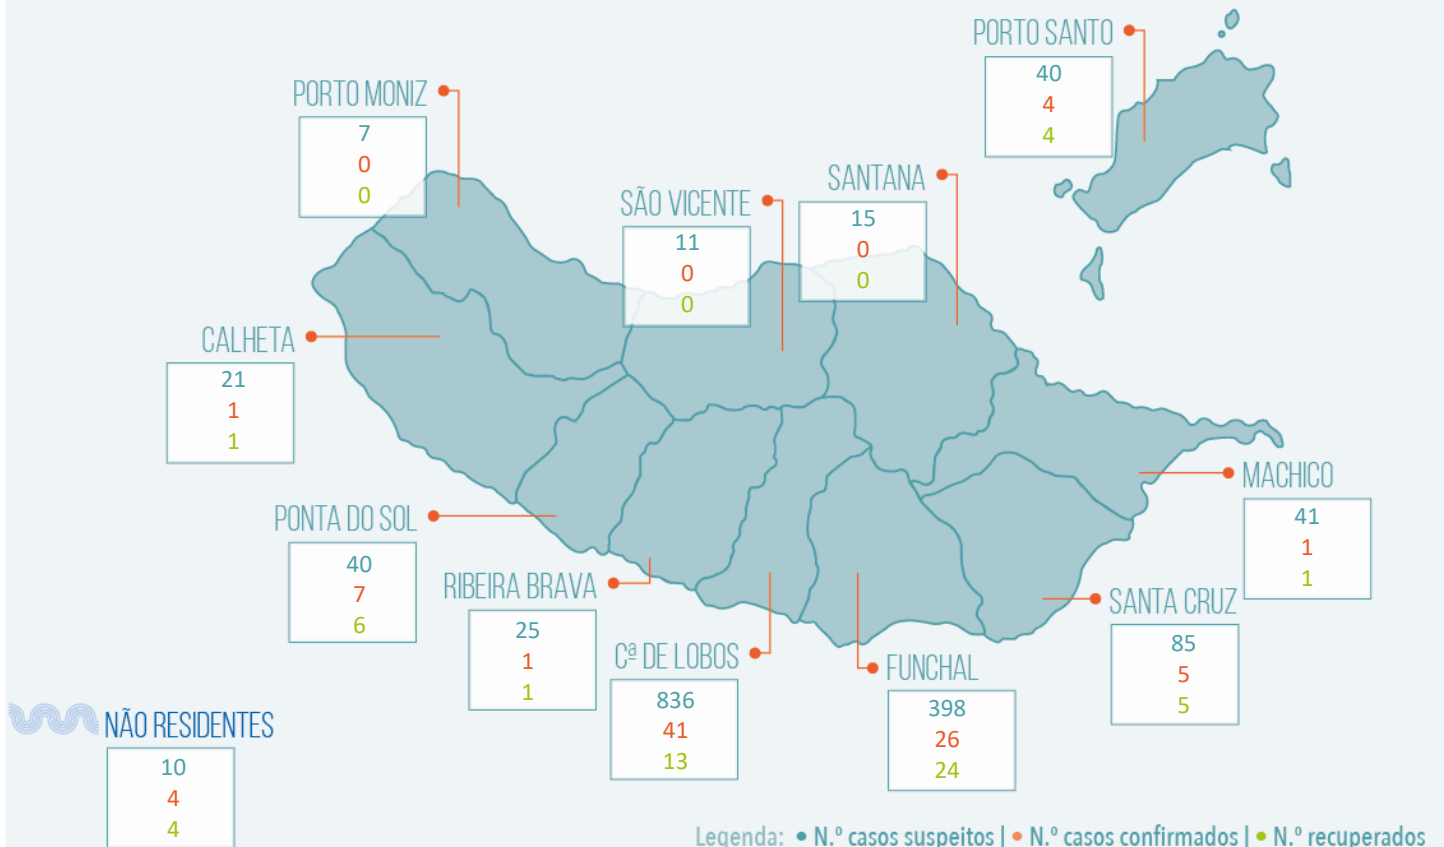 PORTO SANTO
40
4
4
PORTO MONIZ
7
0
0
SANTANA
15
0
0
SÃO VICENTE
11
0
0
CALHETA
21
1
1
MACHICO
41
1
1
PONTA DO SOL
40
7
6
RIBEIRA BRAVA
25
1
1
SANTA CRUZ
85
5
5
Cª DE LOBOS
836
41
13
FUNCHAL
398
26
24
NÃO RESIDENTES
10
4
4
Legenda: • N.º casos suspeitos | • N.º casos confirmados | • N.º recuperados